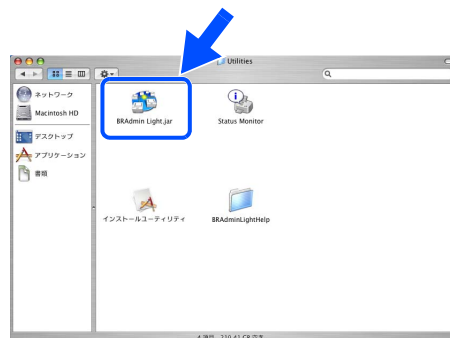 Utilities
ネットワーク
Macintosh HD
デスクトップ
アプリケーション
書類
BRAdmin Light.jar
Status Monitor
インストールユーティリティ
BRAdminLightHelp